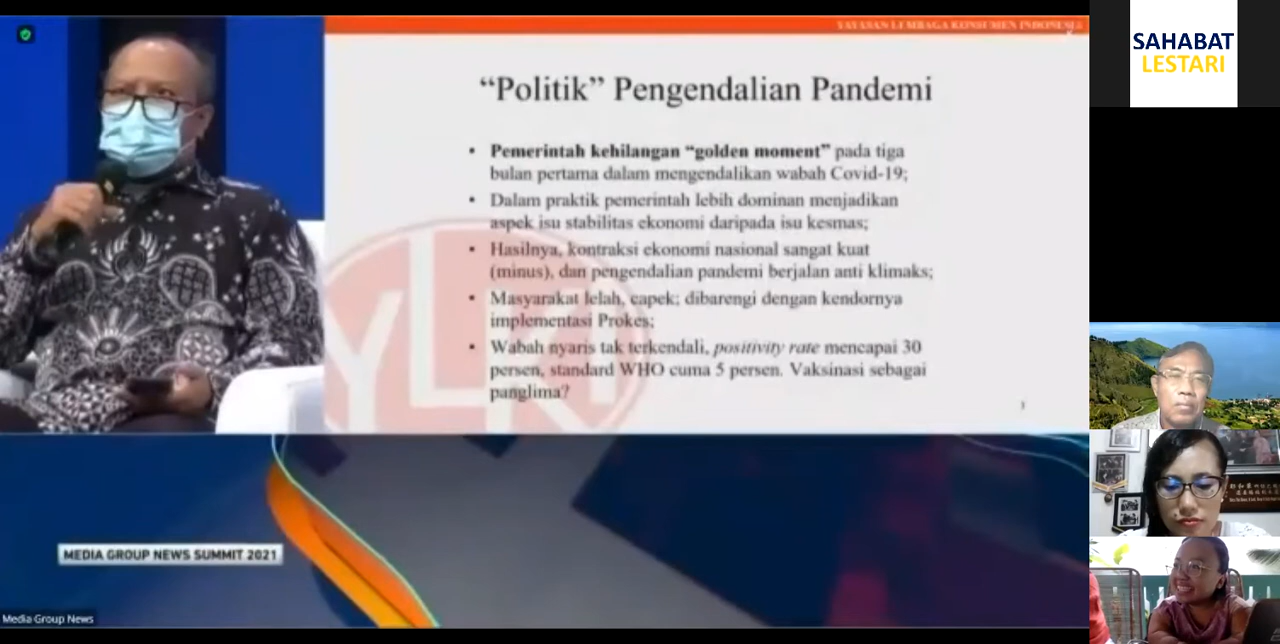 YAYASAN LEMBAGA KONSUMEN INDONESIA
“Politik” Pengendalian Pandemi
• Pemerintah kehilangan “golden moment” pada tiga
bulan pertama dalam mengendalikan wabah Covid-19;
• Dalam praktik pemerintah lebih dominan menjadikan
aspek isu stabilitas ekonomi daripada isu kesmas;
• Hasilnya, kontraksi ekonomi nasional sangat kuat
(minus), dan pengendalian pandemi berjalan anti klimaks;
• Masyarakat lelah, capek; dibarengi dengan kendornya
implementasi Prokes;
• Wabah nyaris tak terkendali, positivity rate mencapai 30
persen, standard WHO cuma 5 persen. Vaksinasi sebagai
panglima?
YLKI
MEDIA GROUP NEWS SUMMIT 2021
Media Group News
SAHABAT
LESTARI